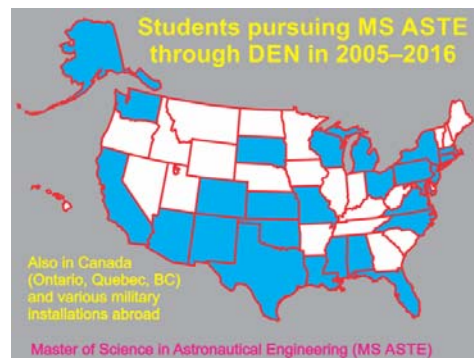 Students pursuing MS ASTE
through DEN in 2005–2016
Also in Canada
(Ontario, Quebec, BC)
and various military
installations abroad
Master of Science in Astronautical Engineering (MS ASTE)